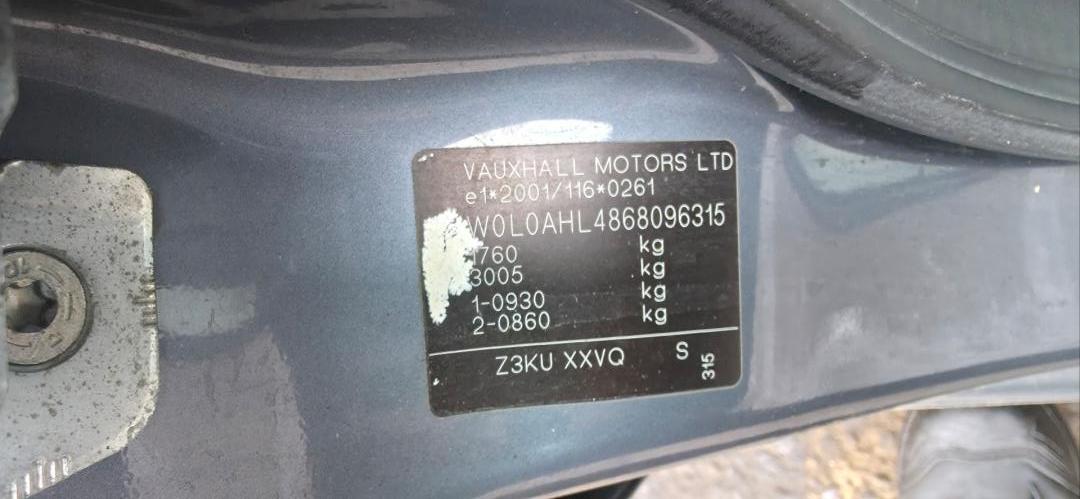 VAUXHALL MOTORS LTD
e1*2001/116*0261
W0L0AHL4868096315
1760 kg
3005 kg
1-0930 kg
2-0860 kg
Z3KU XXVQ S 315